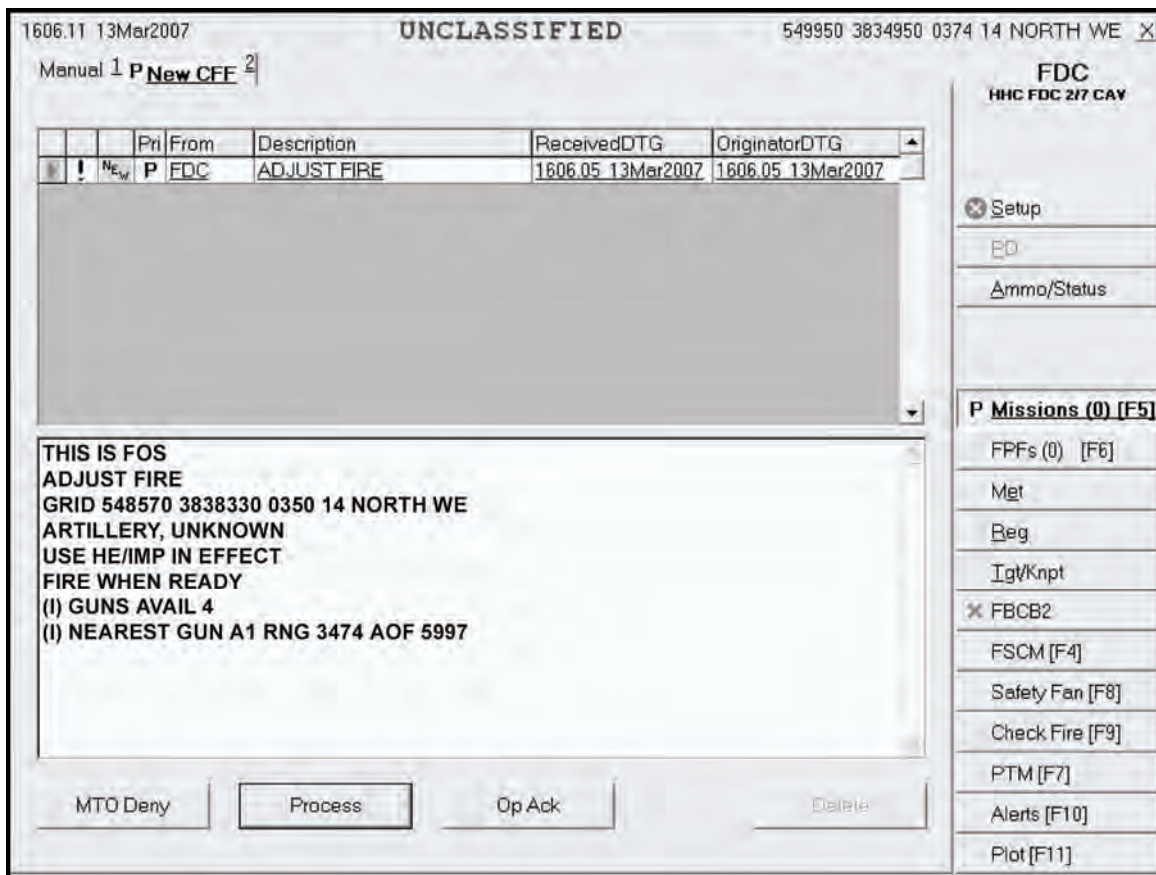 1606.11 13Mar2007 UNCLASSIFIED 549950 3834950 0374 14 NORTH WE X
Manual 1 P New CFF 2
FDC
HHC FDC 2/7 CAV
! Pri From Description ReceivedDTG OriginatorDTG
! NEW P FDC ADJUST FIRE 1606.05 13Mar2007 1606.05 13Mar2007
THIS IS FOS
ADJUST FIRE
GRID 548570 3838330 0350 14 NORTH WE
ARTILLERY, UNKNOWN
USE HE/IMP IN EFFECT
FIRE WHEN READY
(I) GUNS AVAIL 4
(I) NEAREST GUN A1 RNG 3474 AOF 5997
MTO Deny Process Op Ack Delete
Setup
Ammo/Status
P Missions (0) [F5]
FPFs (0) [F6]
Met
Reg
Tgt/Knpt
FBCB2
FSCM [F4]
Safety Fan [F8]
Check Fire [F9]
PTM [F7]
Alerts [F10]
Plot [F11]